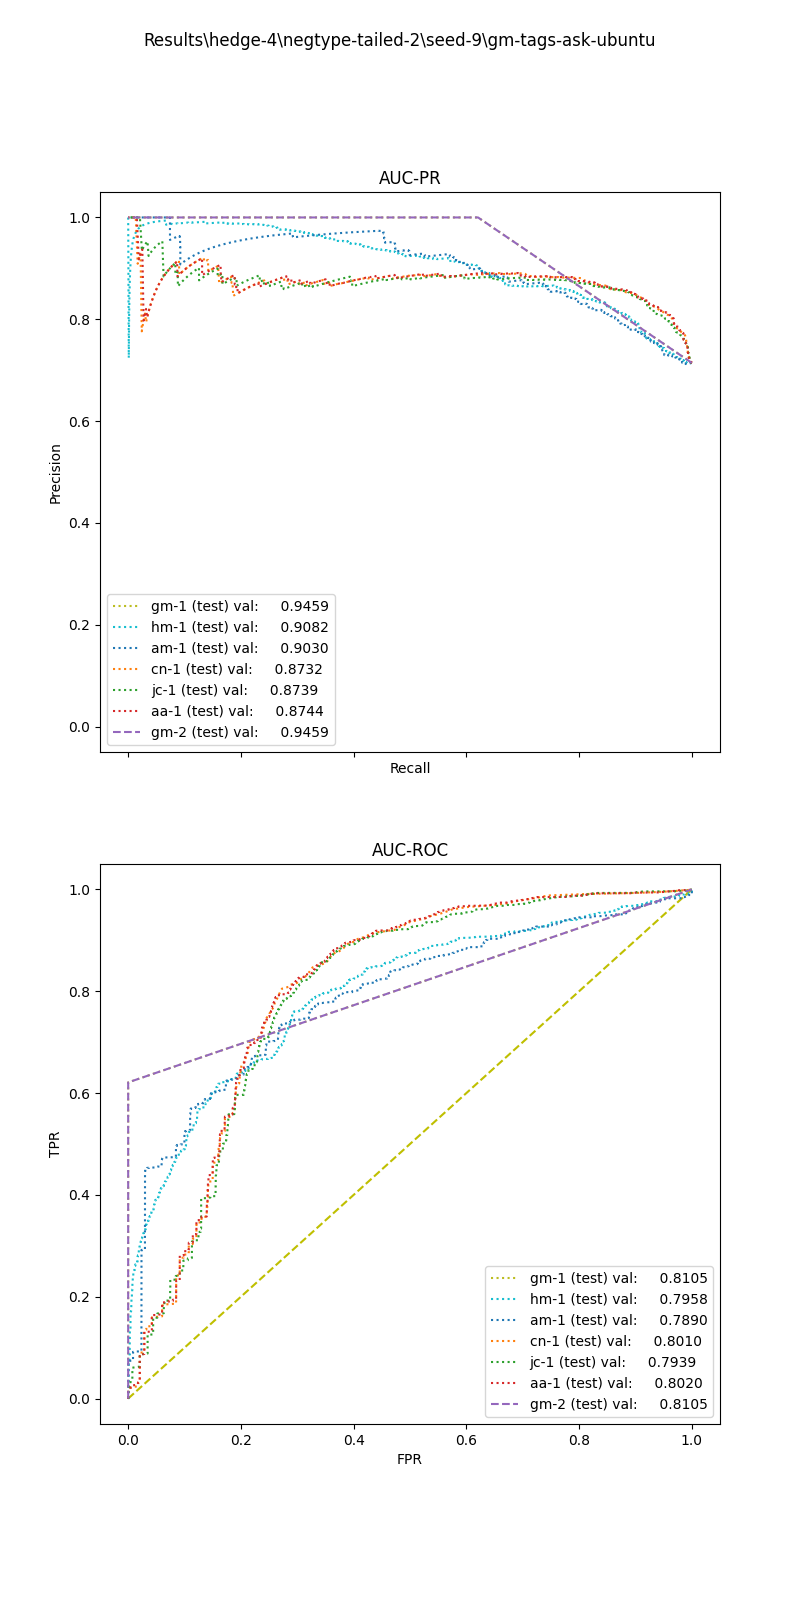 Results\hedge-4\negtype-tailed-2\seed-9\gm-tags-ask-ubuntu
AUC-PR
1.0
0.8
0.6
0.4
0.2
0.0
Precision
gm-1 (test) val: 0.9459
hm-1 (test) val: 0.9082
am-1 (test) val: 0.9030
cn-1 (test) val: 0.8732
jc-1 (test) val: 0.8739
aa-1 (test) val: 0.8744
gm-2 (test) val: 0.9459
Recall
AUC-ROC
1.0
0.8
0.6
0.4
0.2
0.0
TPR
gm-1 (test) val: 0.8105
hm-1 (test) val: 0.7958
am-1 (test) val: 0.7890
cn-1 (test) val: 0.8010
jc-1 (test) val: 0.7939
aa-1 (test) val: 0.8020
gm-2 (test) val: 0.8105
0.0 0.2 0.4 0.6 0.8 1.0
FPR